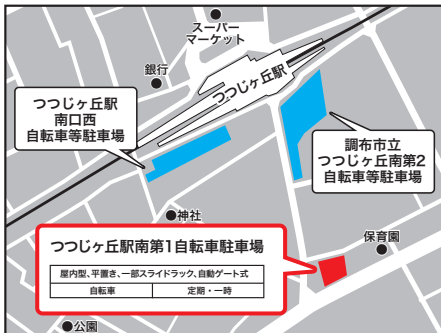 スーパー
マーケット
銀行
つつじヶ丘駅
つつじヶ丘駅
南口西
自転車等駐車場
調布市立
つつじヶ丘南第2
自転車等駐車場
神社
つつじヶ丘駅南第1自転車駐車場
屋内型、平置き、一部スライドラック、自動ゲート式
自転車 定期・一時
保育園
公園